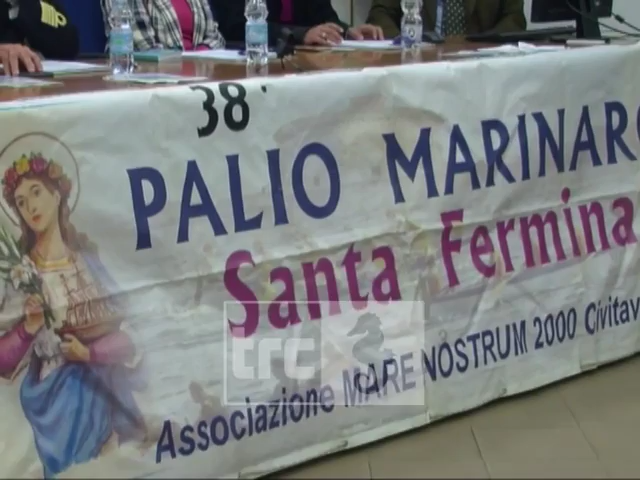 38°
PALIO MARINARO
Santa Fermina
Associazione MARE NOSTRUM 2000 Civitav
trc